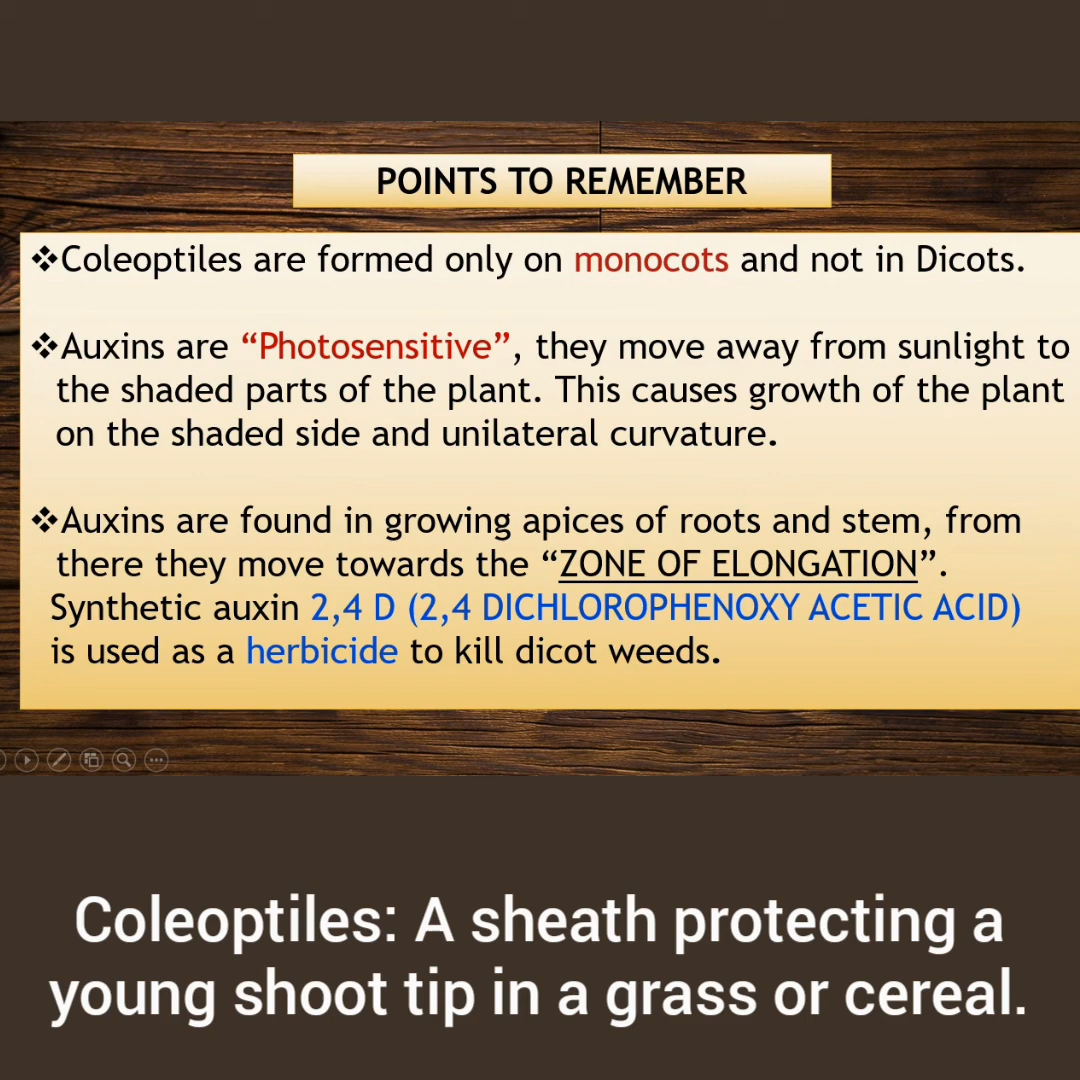 POINTS TO REMEMBER
❖Coleoptiles are formed only on monocots and not in Dicots.
❖Auxins are “Photosensitive”, they move away from sunlight to
the shaded parts of the plant. This causes growth of the plant
on the shaded side and unilateral curvature.
❖Auxins are found in growing apices of roots and stem, from
there they move towards the “ZONE OF ELONGATION”.
Synthetic auxin 2,4 D (2,4 DICHLOROPHENOXY ACETIC ACID)
is used as a herbicide to kill dicot weeds.
Coleoptiles: A sheath protecting a
young shoot tip in a grass or cereal.